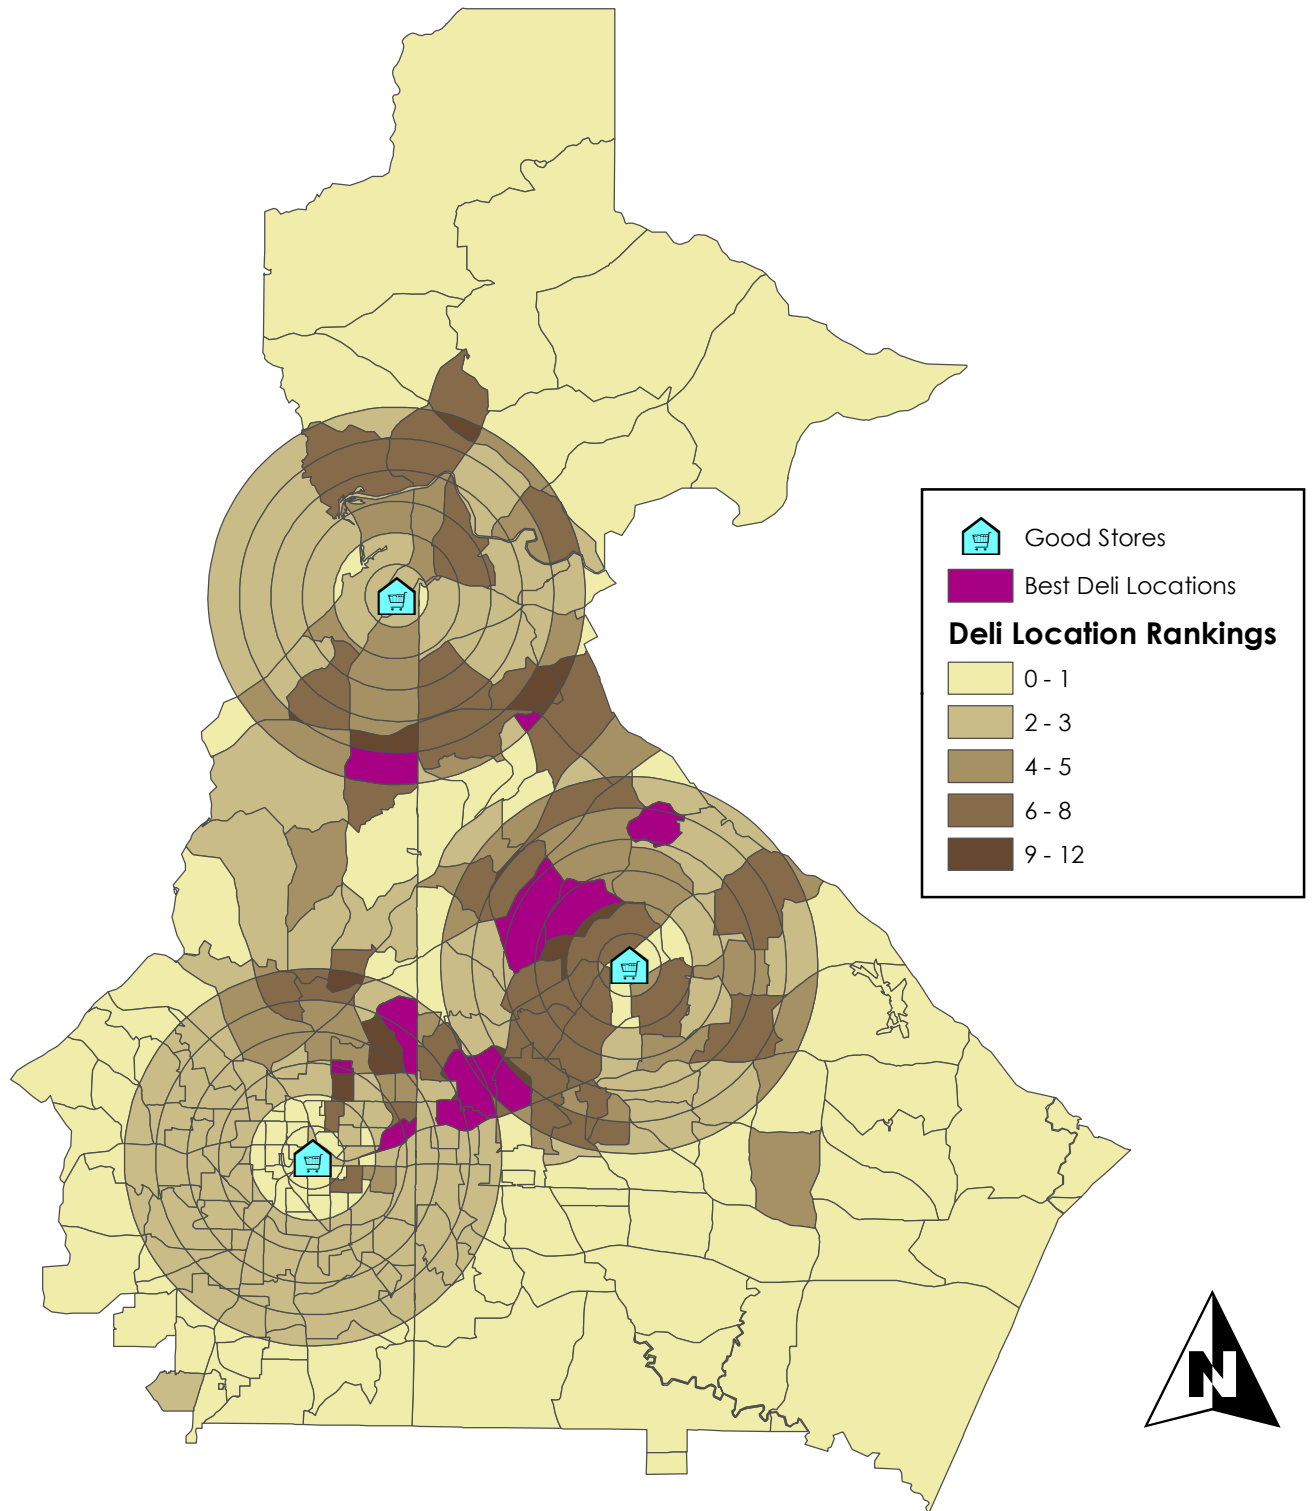 Good Stores
Best Deli Locations
Deli Location Rankings
0 - 1
2 - 3
4 - 5
6 - 8
9 - 12
N